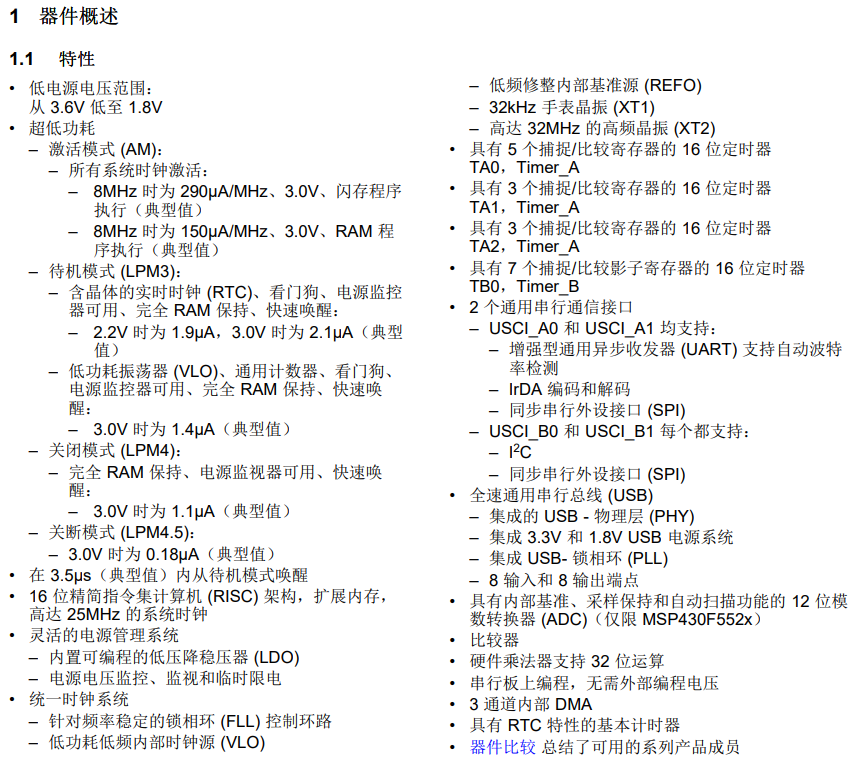 1 器件概述
1.1 特性
• 低电源电压范围：
从 3.6V 低至 1.8V
• 超低功耗
– 激活模式 (AM)：
– 所有系统时钟激活：
– 8MHz 时为 290µA/MHz、3.0V、闪存程序
执行（典型值）
– 8MHz 时为 150µA/MHz、3.0V、RAM 程
序执行（典型值）
– 待机模式 (LPM3)：
– 含晶体的实时时钟 (RTC)、看门狗、电源监控
器可用、完全 RAM 保持、快速唤醒：
– 2.2V 时为 1.9µA，3.0V 时为 2.1µA（典型
值）
– 低功耗振荡器 (VLO)、通用计数器、看门狗、
电源监控器可用、完全 RAM 保持、快速唤
醒：
– 3.0V 时为 1.4µA（典型值）
– 关闭模式 (LPM4)：
– 完全 RAM 保持、电源监视器可用、快速唤
醒：
– 3.0V 时为 1.1µA（典型值）
– 关断模式 (LPM4.5)：
– 3.0V 时为 0.18µA（典型值）
• 在 3.5µs（典型值）内从待机模式唤醒
• 16 位精简指令集计算机 (RISC) 架构，扩展内存，
高达 25MHz 的系统时钟
• 灵活的电源管理系统
– 内置可编程的低压降稳压器 (LDO)
– 电源电压监控、监视和临时限电
• 统一时钟系统
– 针对频率稳定的锁相环 (FLL) 控制环路
– 低功耗低频内部时钟源 (VLO)
– 低频修整内部基准源 (REFO)
– 32kHz 手表晶振 (XT1)
– 高达 32MHz 的高频晶振 (XT2)
• 具有 5 个捕捉/比较寄存器的 16 位定时器
TA0，Timer_A
• 具有 3 个捕捉/比较寄存器的 16 位定时器
TA1，Timer_A
• 具有 3 个捕捉/比较寄存器的 16 位定时器
TA2，Timer_A
• 具有 7 个捕捉/比较影子寄存器的 16 位定时器
TB0，Timer_B
• 2 个通用串行通信接口
– USCI_A0 和 USCI_A1 均支持：
– 增强型通用异步收发器 (UART) 支持自动波特
率检测
– IrDA 编码和解码
– 同步串行外设接口 (SPI)
– USCI_B0 和 USCI_B1 每个都支持：
– I²C
– 同步串行外设接口 (SPI)
• 全速通用串行总线 (USB)
– 集成的 USB - 物理层 (PHY)
– 集成 3.3V 和 1.8V USB 电源系统
– 集成 USB- 锁相环 (PLL)
– 8 输入和 8 输出端点
• 具有内部基准、采样保持和自动扫描功能的 12 位模
数转换器 (ADC)（仅限 MSP430F552x）
• 比较器
• 硬件乘法器支持 32 位运算
• 串行板上编程，无需外部编程电压
• 3 通道内部 DMA
• 具有 RTC 特性的基本计时器
• 器件比较 总结了可用的系列产品成员